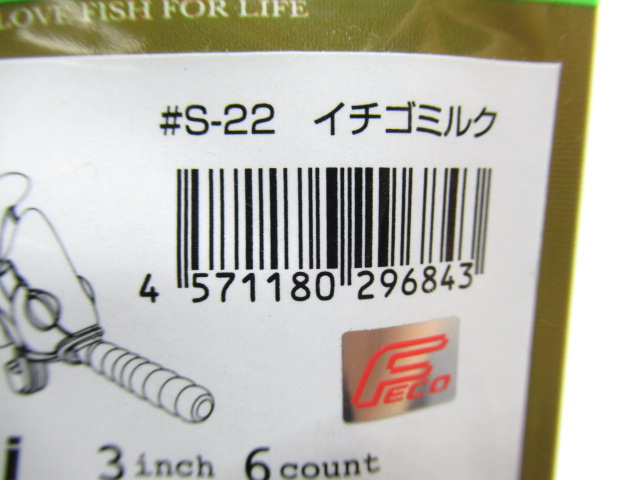 LOVE FISH FOR LIFE
#S-22 イチゴミルク
4 571180 296843
FECO
3 inch 6 count